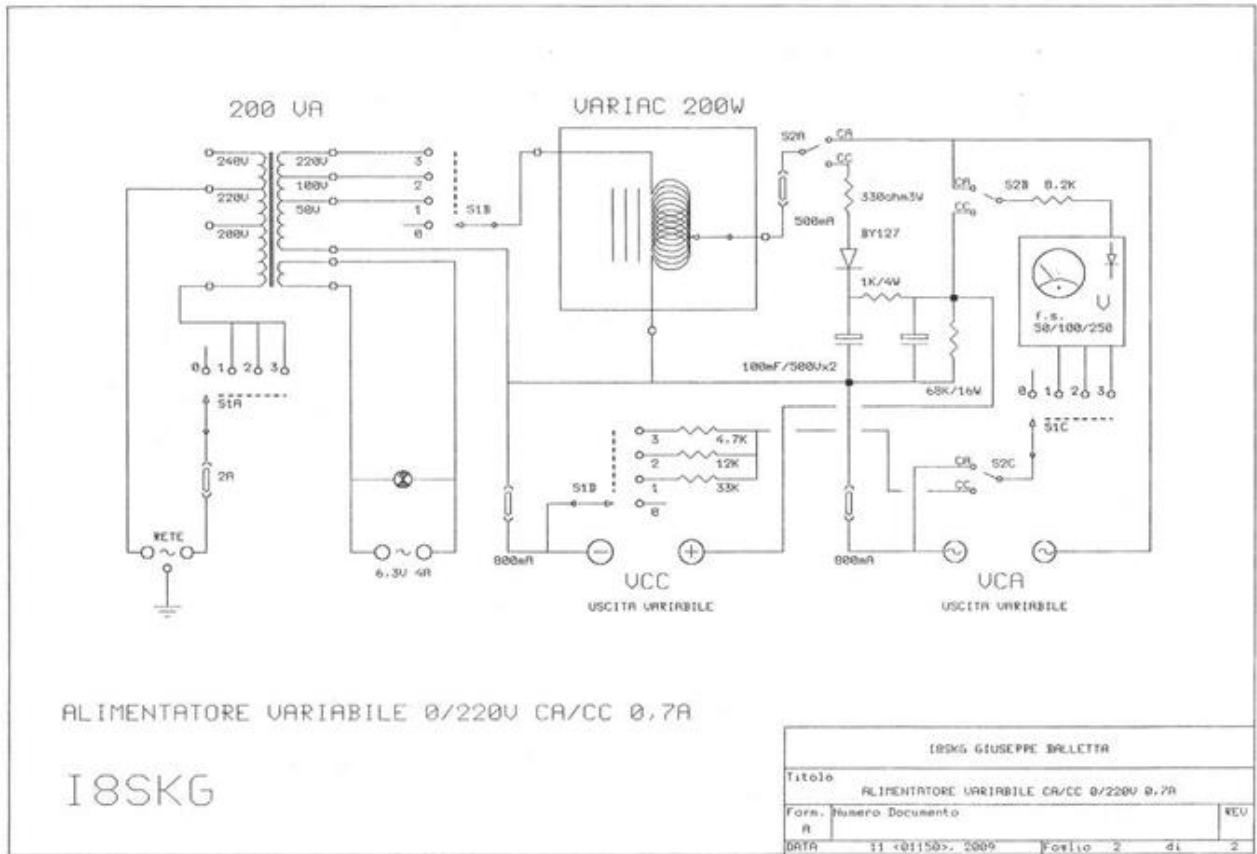 200 VA
VARIAC 200W
240V
220V
200V
220V
100V
50V
3
2
1
0
S1B
S2A
CA
CC
500mA
330ohm3W
BY127
1K/4W
100mF/500Vx2
68K/16W
CA
CC
S2B
8.2K
V
f.s.
50/100/250
0
1
2
3
S1A
2A
RETE
6.3V 4A
0
1
2
3
S1C
3
2
1
0
4.7K
12K
33K
S1D
CA
CC
S2C
800mA
VCC
USCITA VARIABILE
800mA
VCA
USCITA VARIABILE
ALIMENTATORE VARIABILE 0/220V CA/CC 0,7A
I8SKG
I8SKG GIUSEPPE BALLETTA
Titolo
ALIMENTATORE VARIABILE CA/CC 0/220V 0,7A
Form.
A
Numero Documento
REV
DATA
11 <01150>, 2009
Foglio 2 di 2